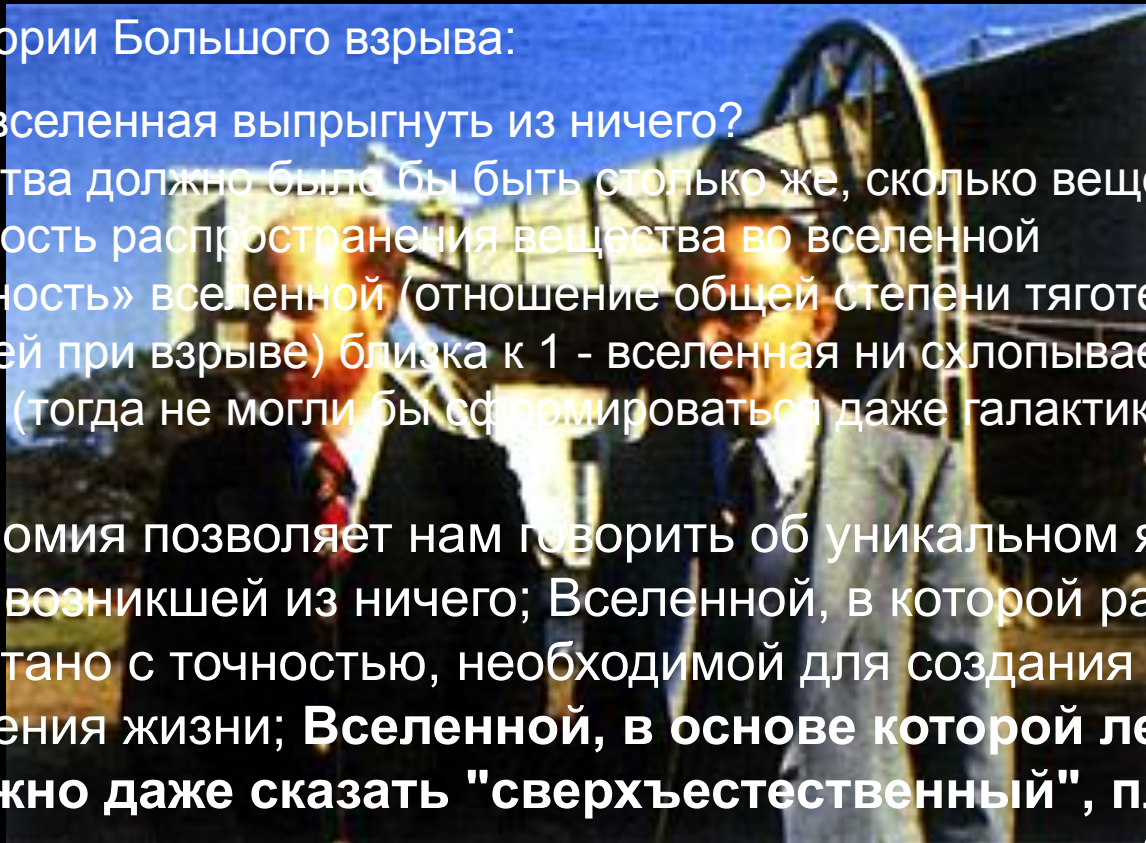 ории Большого взрыва:
вселенная выпрыгнуть из ничего?
тва должно было бы быть столько же, сколько веще
ость распространения вещества во вселенной
ность» вселенной (отношение общей степени тяготе
ей при взрыве) близка к 1 - вселенная ни схлопывае
(тогда не могли бы сформироваться даже галактик
омия позволяет нам говорить об уникальном я
возникшей из ничего; Вселенной, в которой ра
тано с точностью, необходимой для создания
ения жизни; Вселенной, в основе которой ле
жно даже сказать "сверхъестественный", пл